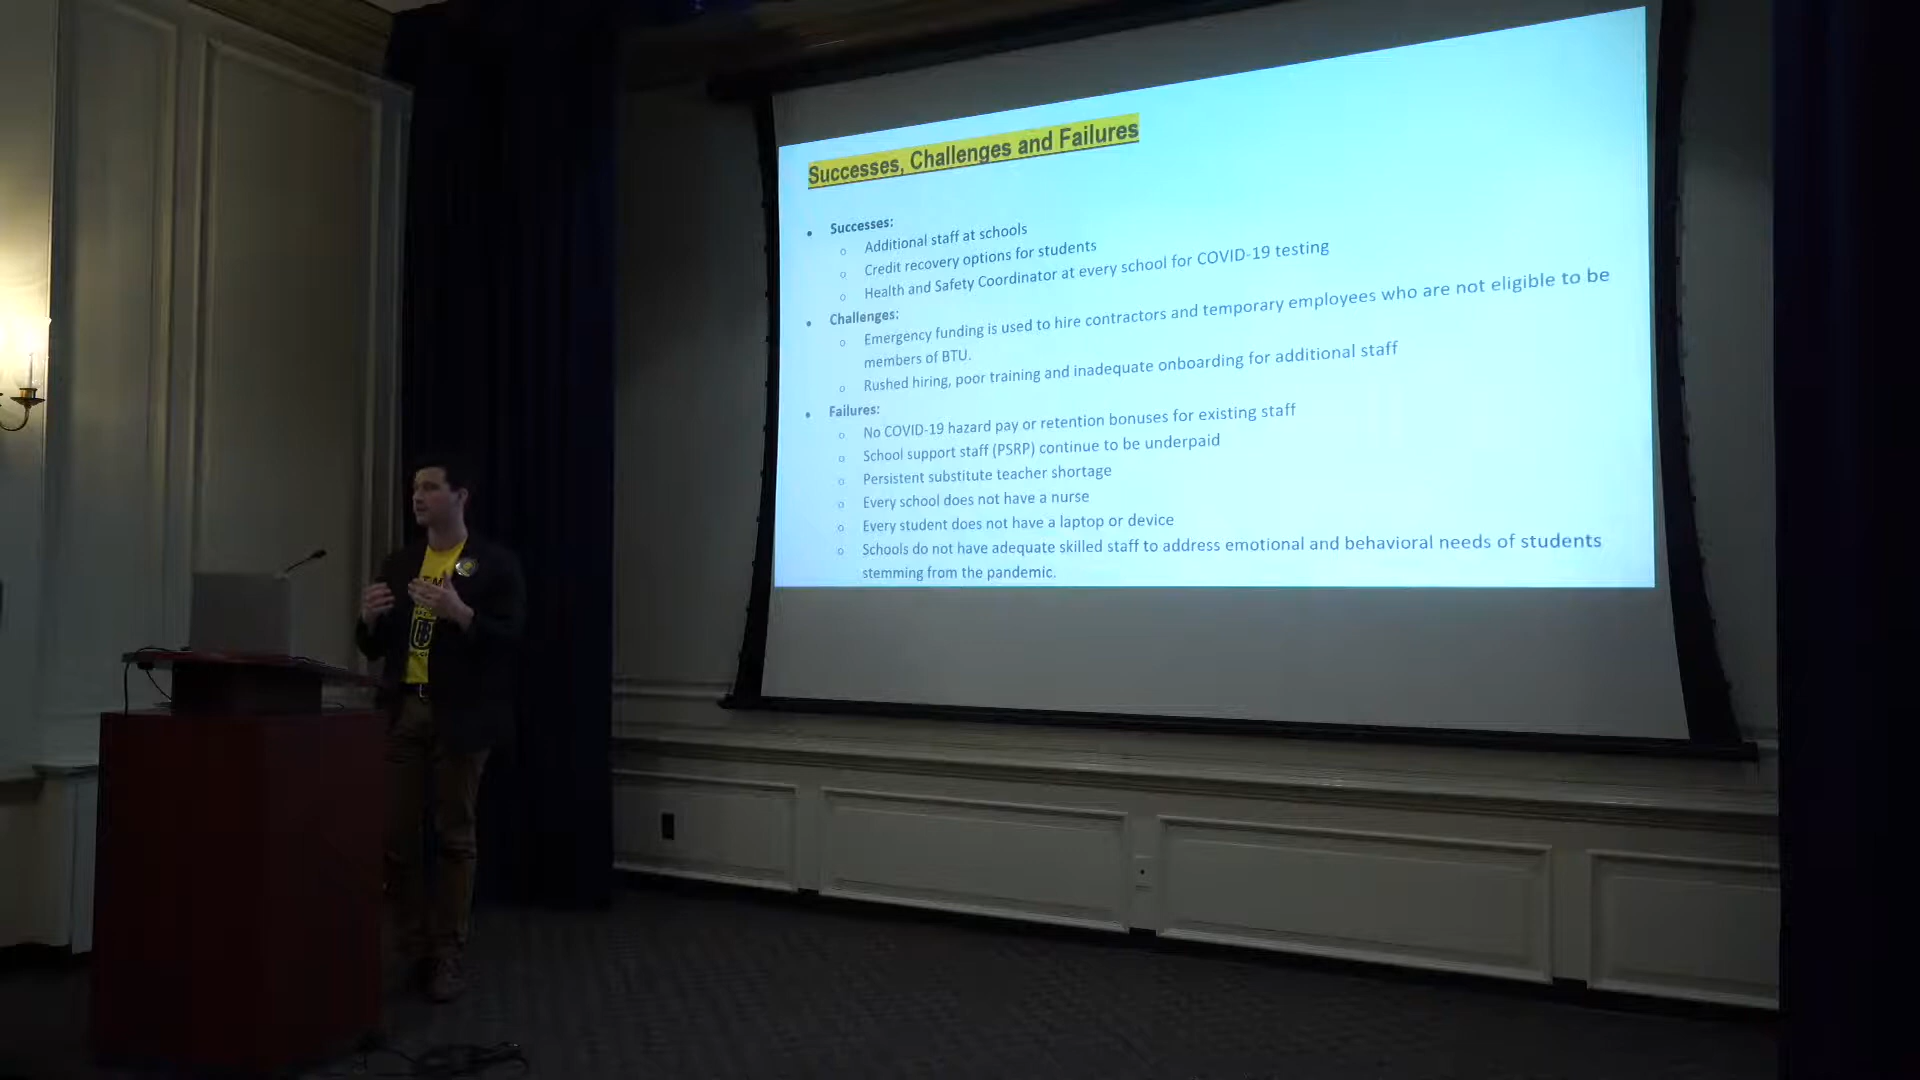 Successes, Challenges and Failures
Successes:
Additional staff at schools
Credit recovery options for students
Health and Safety Coordinator at every school for COVID-19 testing
Challenges:
Emergency funding is used to hire contractors and temporary employees who are not eligible to be
members of BTU.
Rushed hiring, poor training and inadequate onboarding for additional staff
Failures:
No COVID-19 hazard pay or retention bonuses for existing staff
School support staff (PSRP) continue to be underpaid
Persistent substitute teacher shortage
Every school does not have a nurse
Every student does not have a laptop or device
Schools do not have adequate skilled staff to address emotional and behavioral needs of students
stemming from the pandemic.